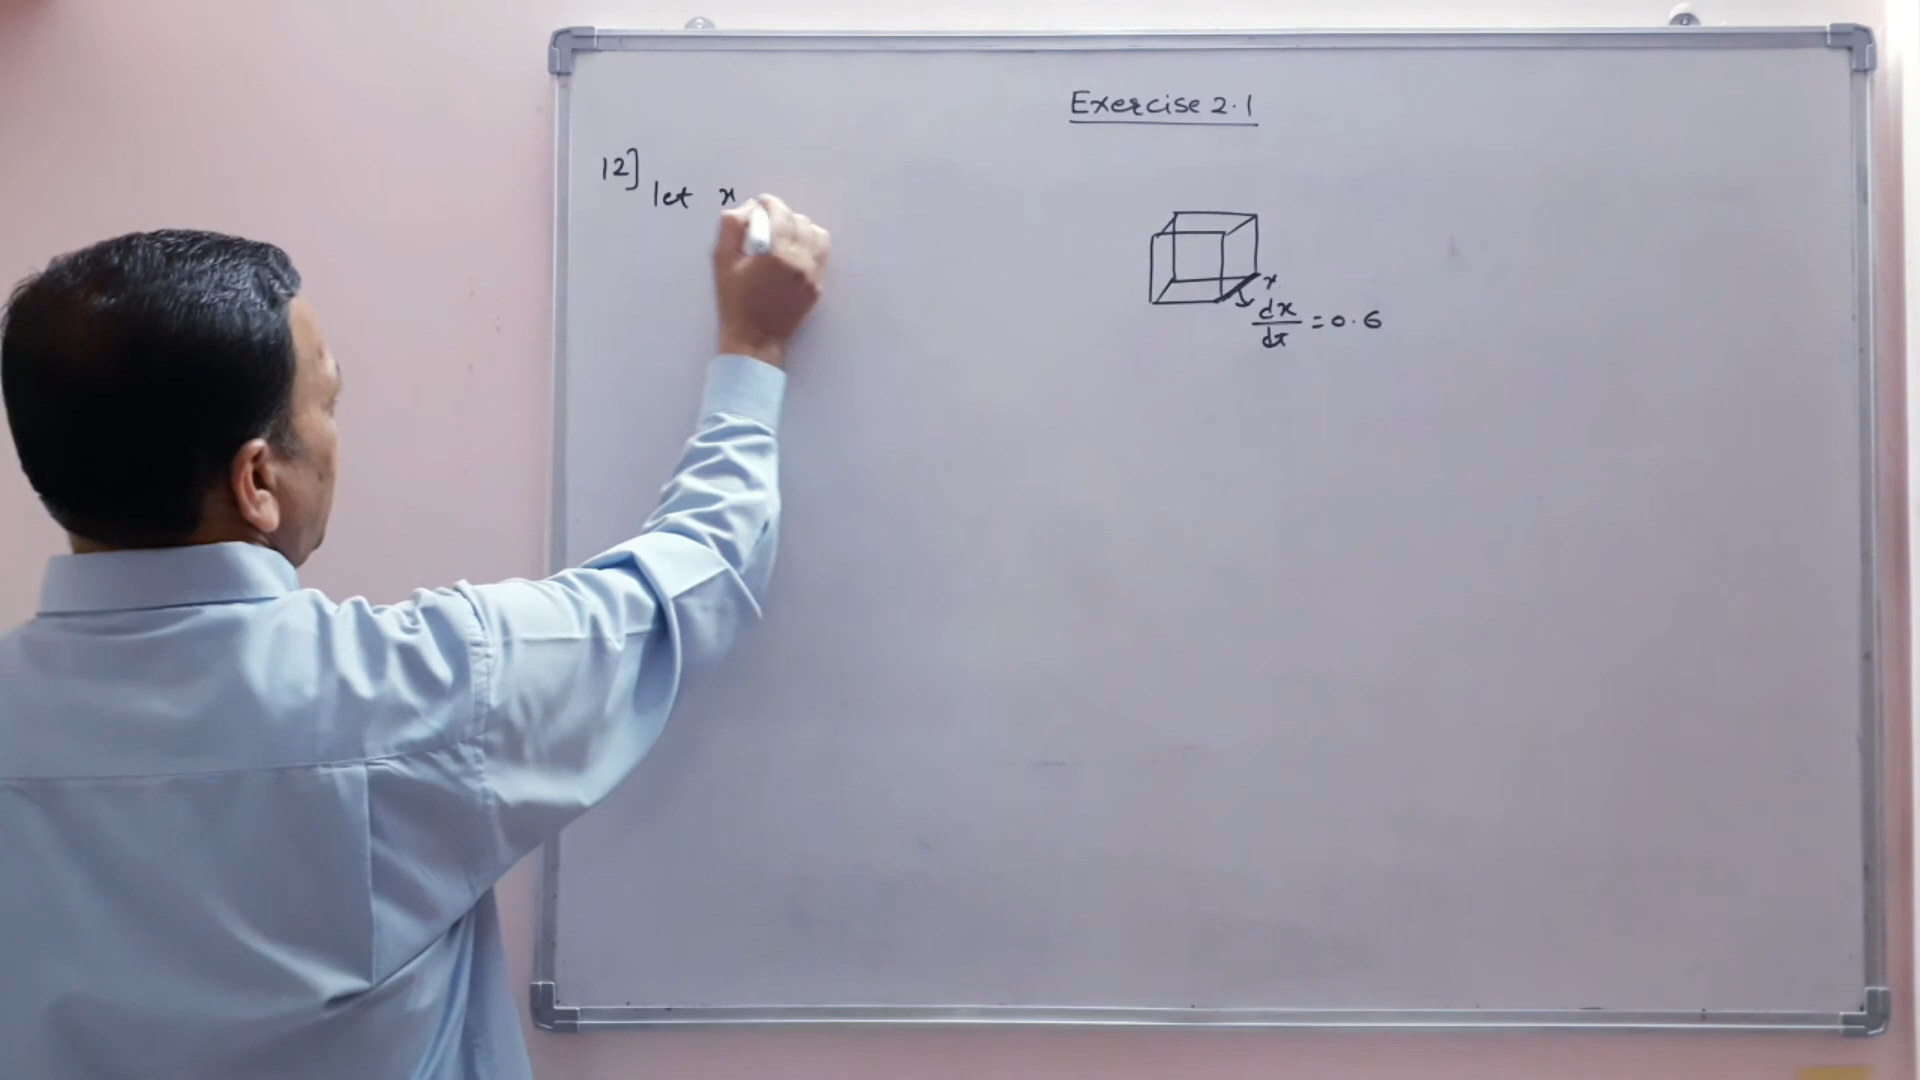 Exercise 2.1
12]
let x
x
dx/dt = 0.6